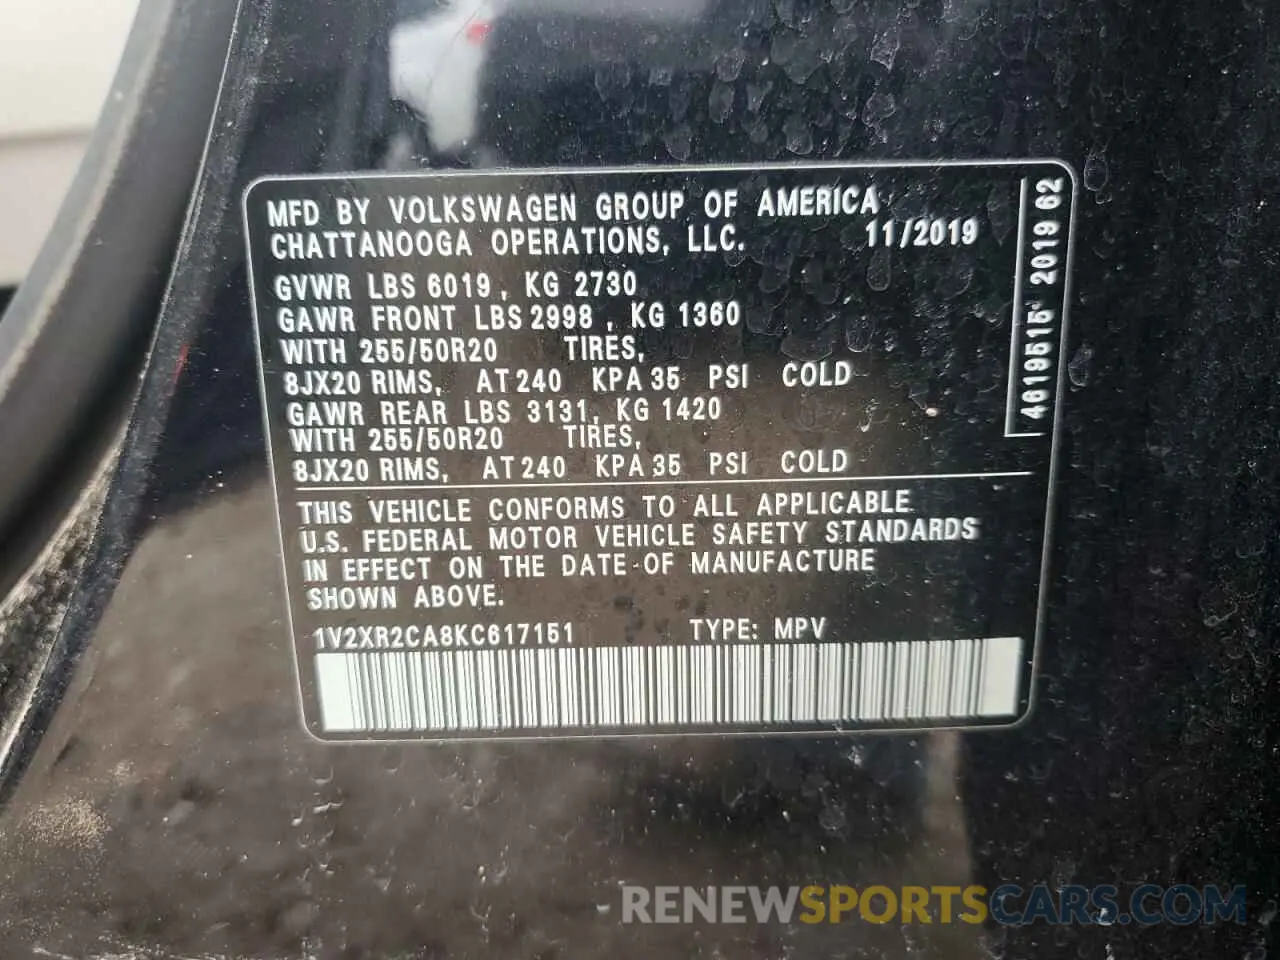 MFD BY VOLKSWAGEN GROUP OF AMERICA
CHATTANOOGA OPERATIONS, LLC. 11/2019
GVWR LBS 6019, KG 2730
GAWR FRONT LBS 2998, KG 1360
WITH 255/50R20 TIRES,
8JX20 RIMS, AT 240 KPA 35 PSI COLD
GAWR REAR LBS 3131, KG 1420
WITH 255/50R20 TIRES,
8JX20 RIMS, AT 240 KPA 35 PSI COLD
THIS VEHICLE CONFORMS TO ALL APPLICABLE
U.S. FEDERAL MOTOR VEHICLE SAFETY STANDARDS
IN EFFECT ON THE DATE OF MANUFACTURE
SHOWN ABOVE.
1V2XR2CA8KC617151 TYPE: MPV
4619515 2019 62
RENEWSPORTSCARS.COM